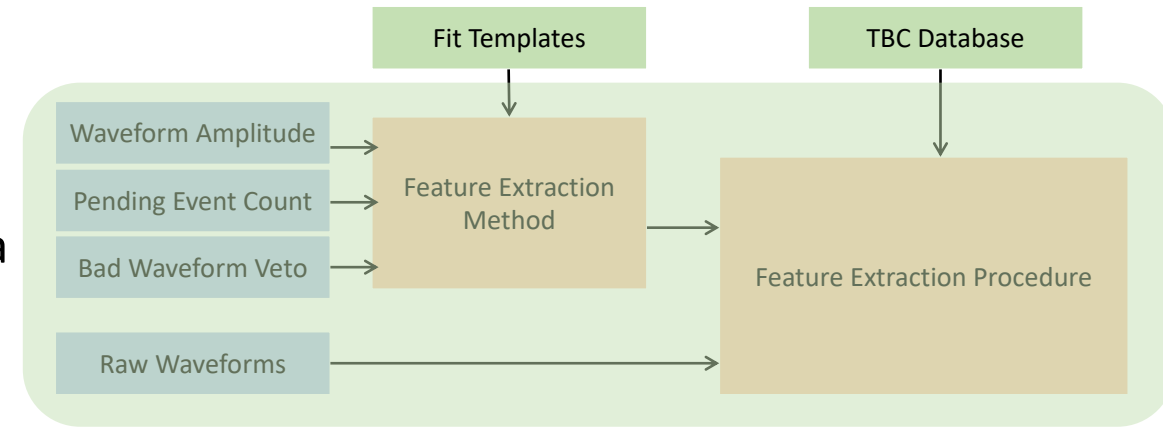 Fit Templates
TBC Database
Waveform Amplitude
Pending Event Count
Bad Waveform Veto
Raw Waveforms
Feature Extraction
Method
Feature Extraction Procedure
a